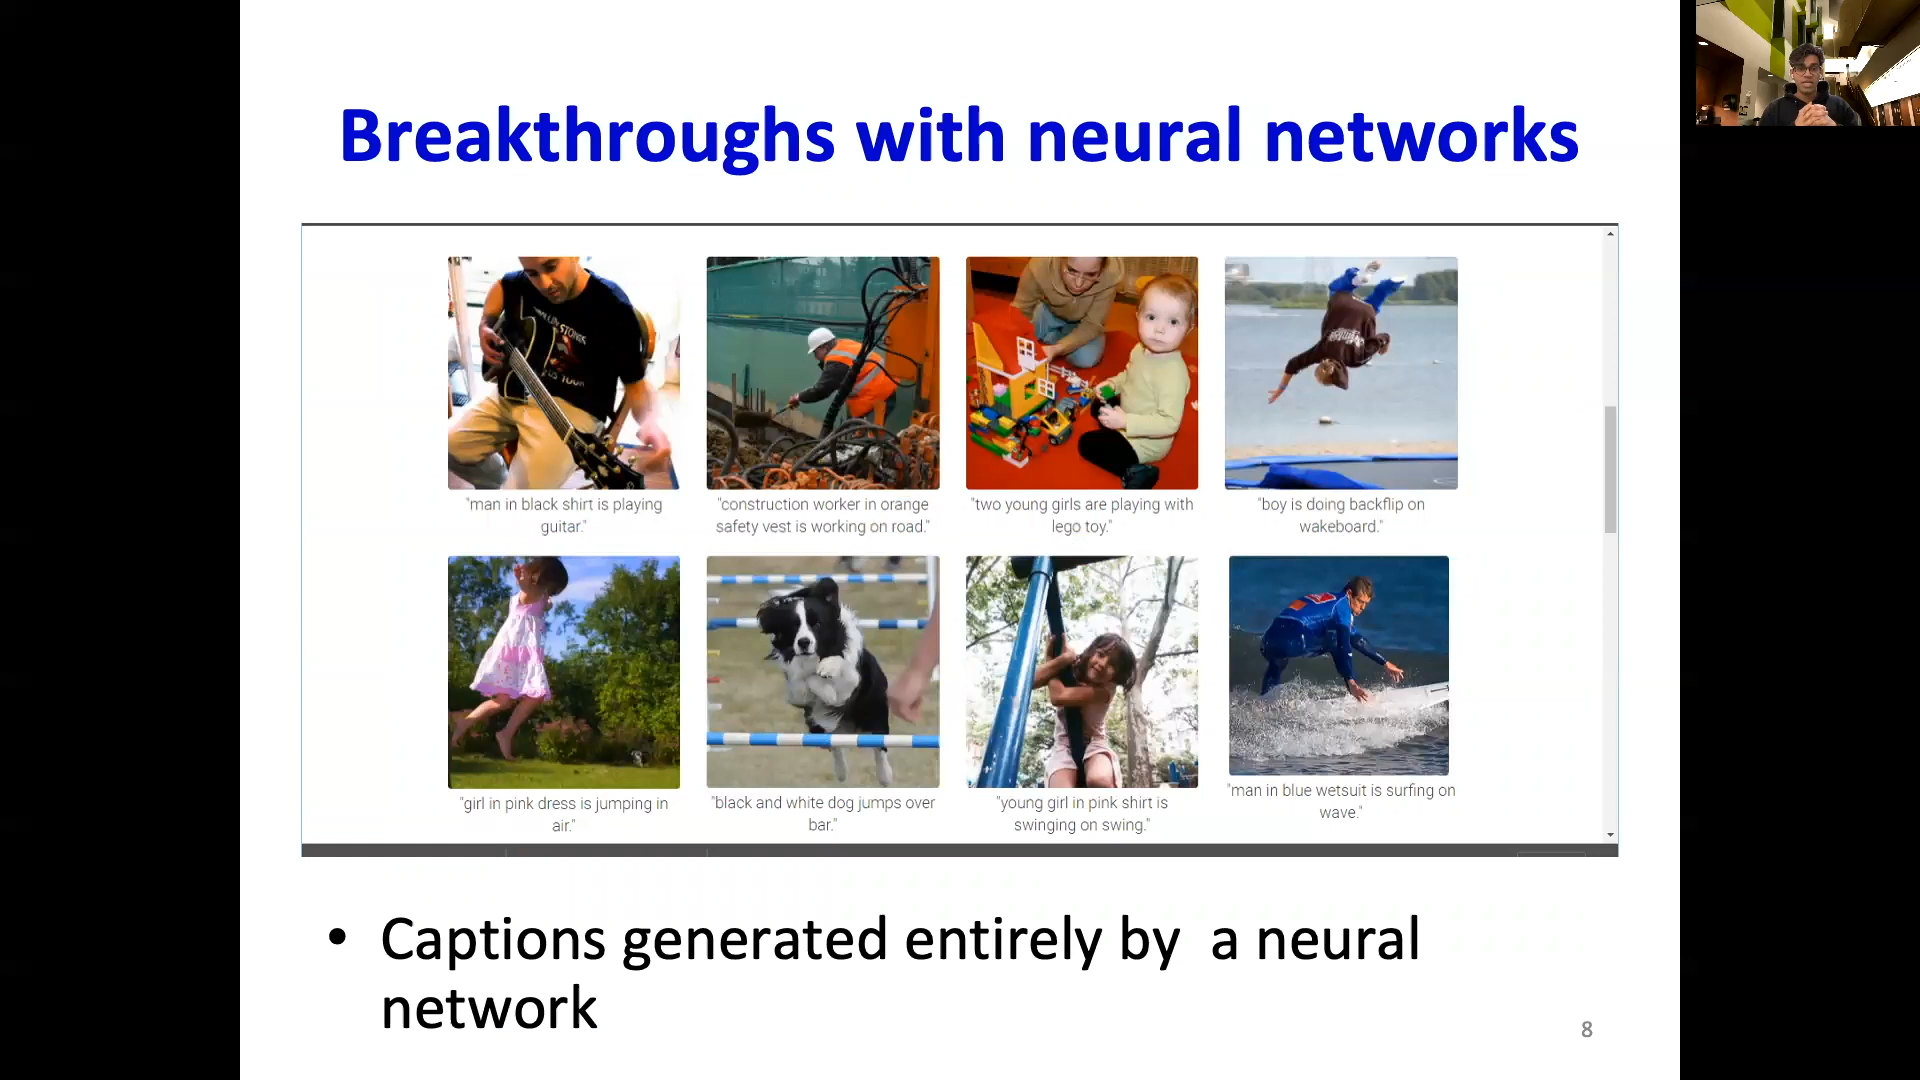 Breakthroughs with neural networks
"man in black shirt is playing
guitar."
"construction worker in orange
safety vest is working on road."
"two young girls are playing with
lego toy."
"boy is doing backflip on
wakeboard."
"girl in pink dress is jumping in
air."
"black and white dog jumps over
bar."
"young girl in pink shirt is
swinging on swing."
"man in blue wetsuit is surfing on
wave."
• Captions generated entirely by a neural
network
8